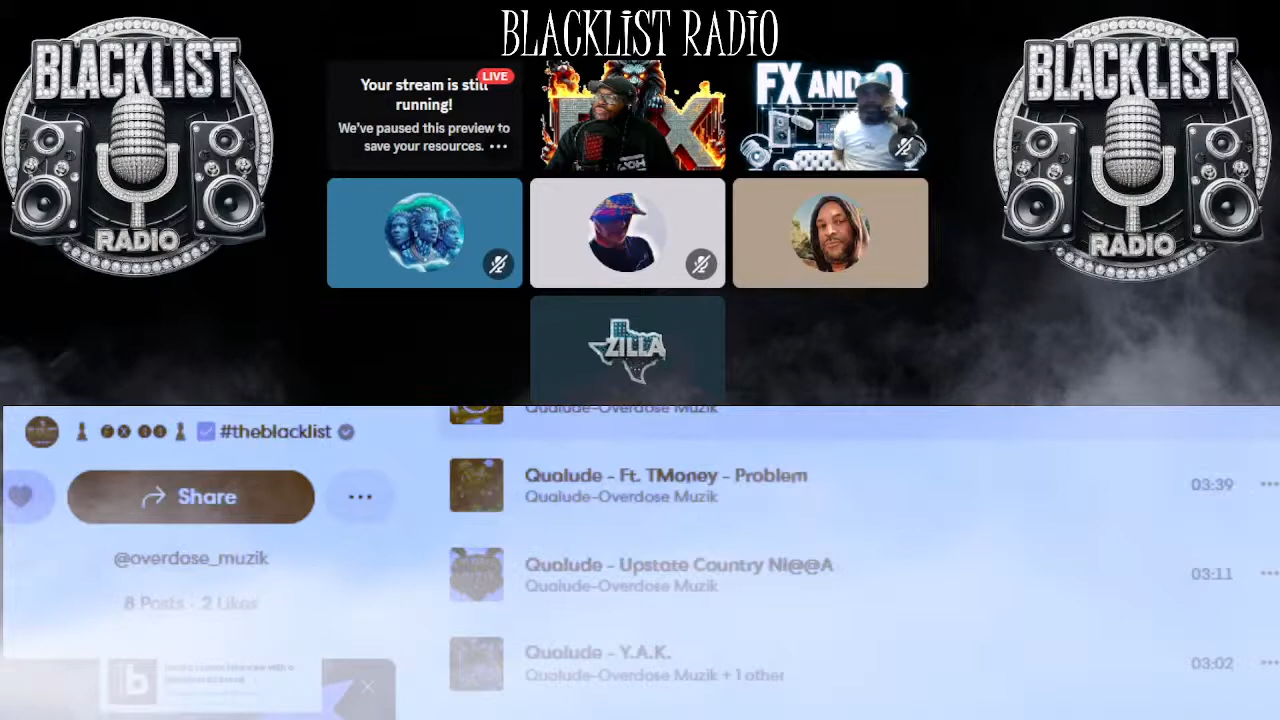 BLACKLiST RADiO
BLACKLIST
RADIO
BLACKLIST
RADIO
Your stream is still
running!
LIVE
We've paused this preview to
save your resources.
FX
FX AND Q
ZILLA
#theblacklist
Share
@overdose_muzik
8 Posts · 2 Likes
Qualude-Overdose Muzik
Qualude - Ft. TMoney - Problem
Qualude-Overdose Muzik
03:39
Qualude - Upstate Country Ni@@A
Qualude-Overdose Muzik
03:11
Qualude - Y.A.K.
Qualude-Overdose Muzik + 1 other
03:02